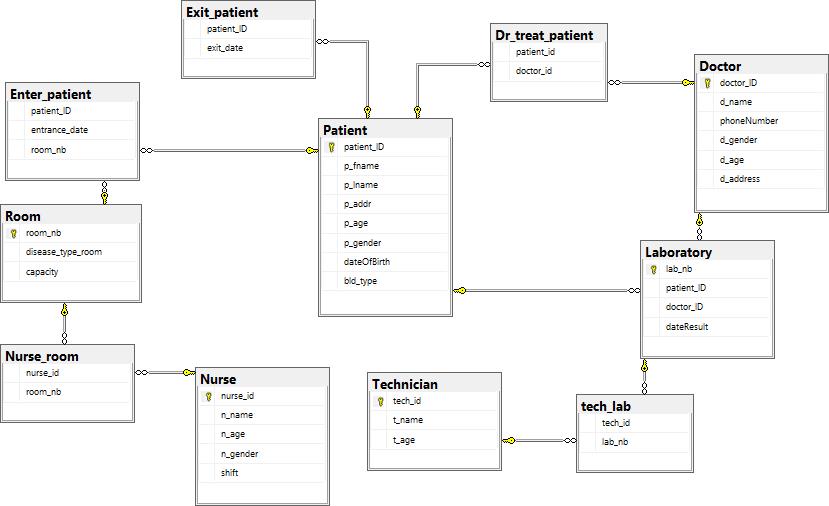 Exit_patient
patient_ID
exit_date
Dr_treat_patient
patient_id
doctor_id
Doctor
doctor_ID
d_name
phoneNumber
d_gender
d_age
d_address
Enter_patient
patient_ID
entrance_date
room_nb
Patient
patient_ID
p_fname
p_lname
p_addr
p_age
p_gender
dateOfBirth
bld_type
Room
room_nb
disease_type_room
capacity
Laboratory
lab_nb
patient_ID
doctor_ID
dateResult
Nurse_room
nurse_id
room_nb
Nurse
nurse_id
n_name
n_age
n_gender
shift
Technician
tech_id
t_name
t_age
tech_lab
tech_id
lab_nb